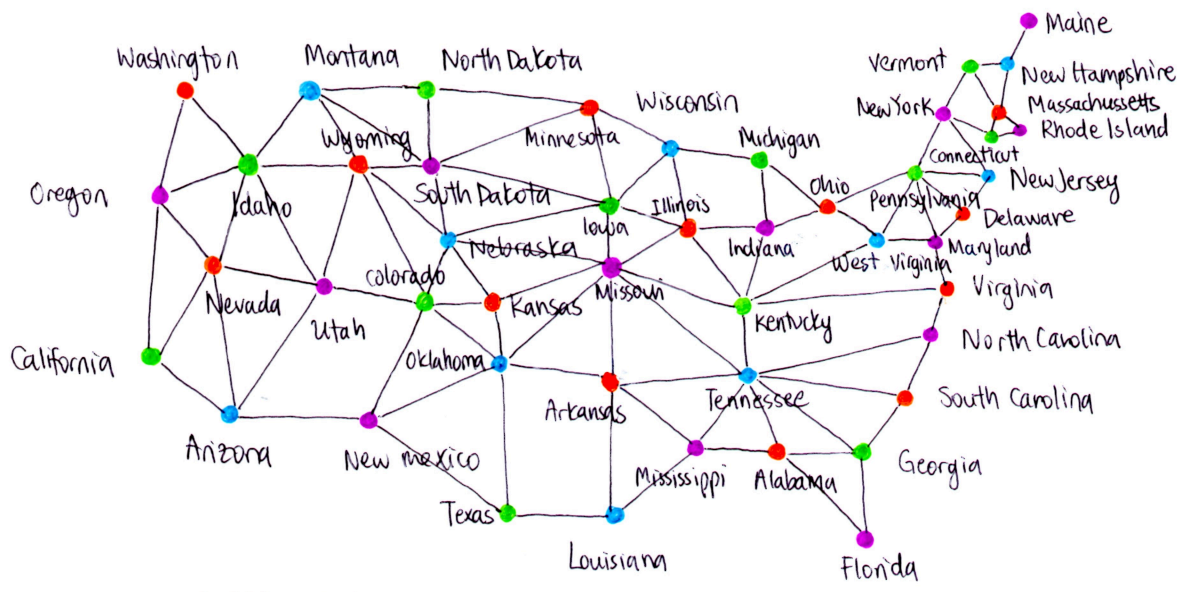 Maine
Washington
Montana
North Dakota
Vermont
New Hampshire
Wisconsin
New York
Massachussetts
Wyoming
Minnesota
Michigan
Rhode Island
Connecticut
Oregon
Idaho
South Dakota
Iowa
Illinois
Ohio
Pennsylvania
New Jersey
Delaware
Nebraska
Indiana
West Virginia
Maryland
Colorado
Nevada
Utah
Kansas
Missouri
Kentucky
Virginia
California
Oklahoma
North Carolina
Arkansas
Tennessee
South Carolina
Arizona
New mexico
Mississippi
Alabama
Georgia
Texas
Louisiana
Florida